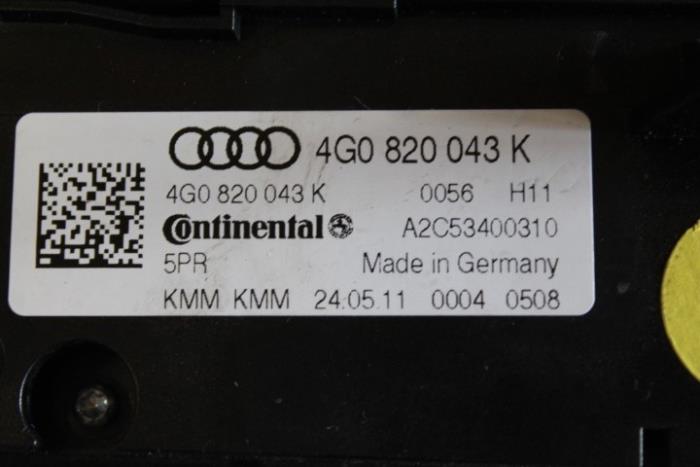 4G0 820 043 K
4G0 820 043 K 0056 H11
Continental A2C53400310
5PR Made in Germany
KMM KMM 24.05.11 0004 0508